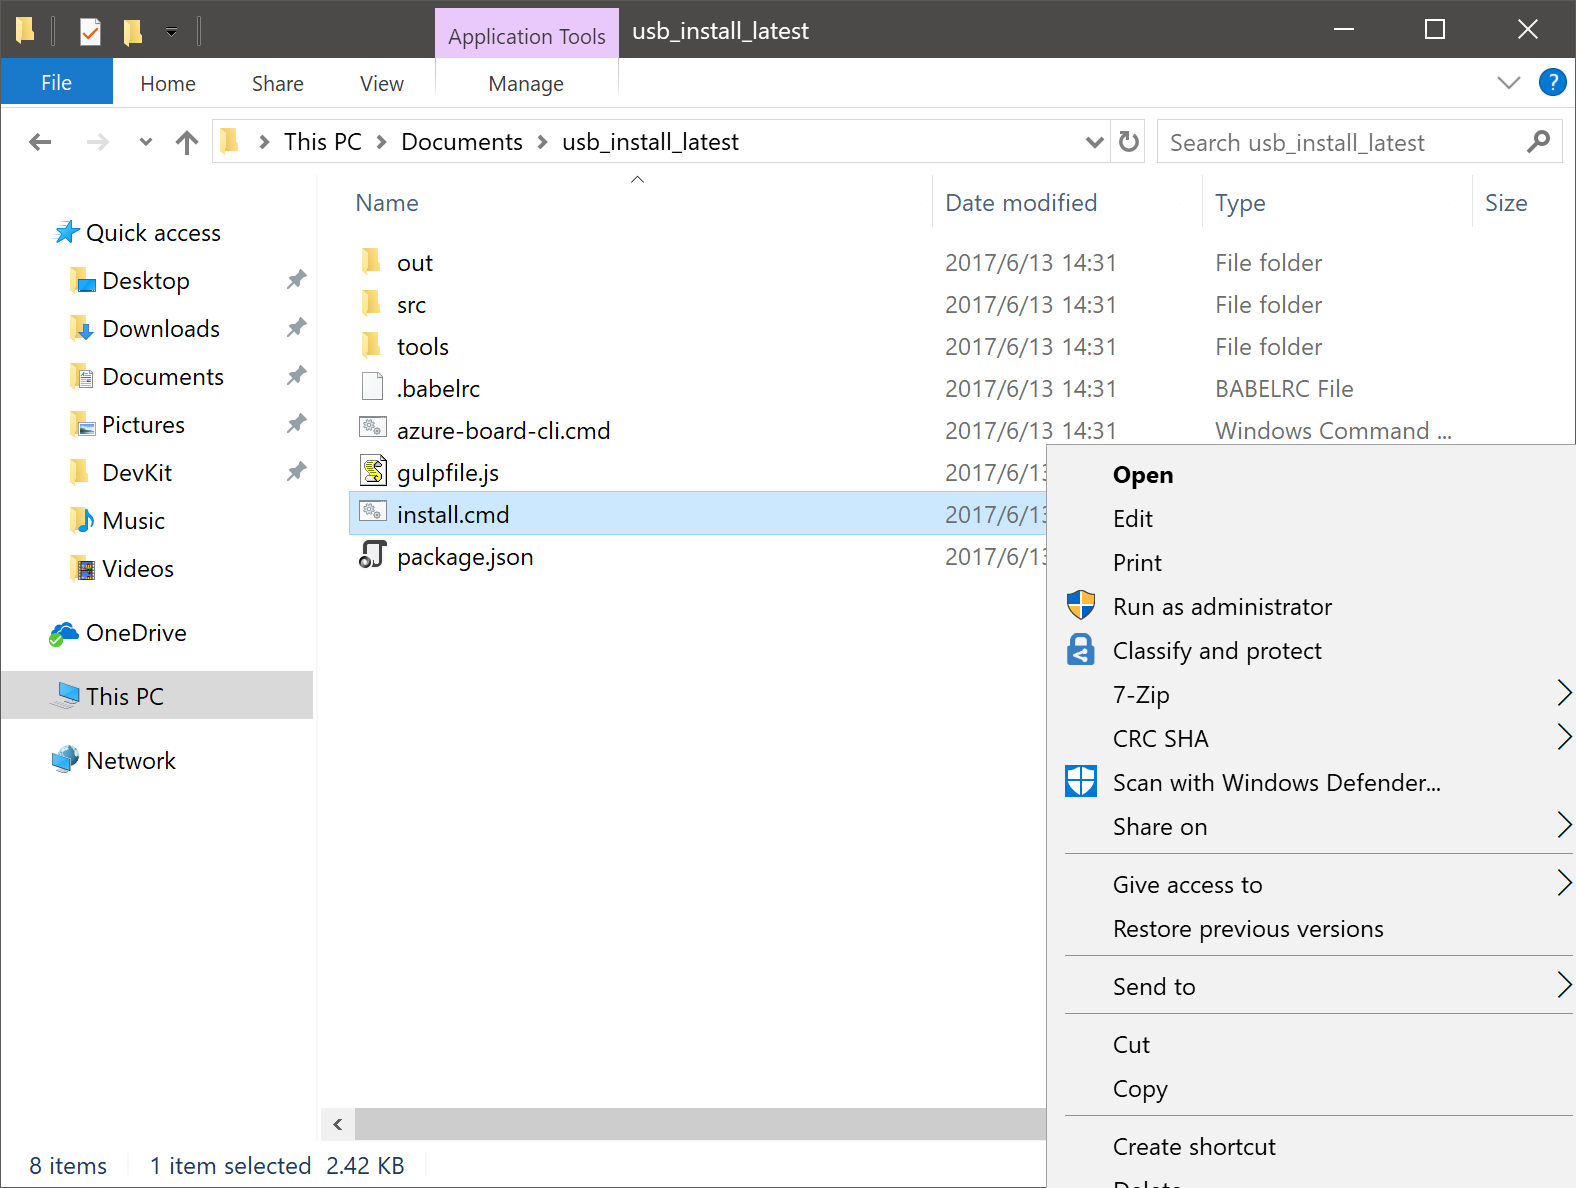 Application Tools usb_install_latest
File Home Share View Manage ?
This PC Documents usb_install_latest Search usb_install_latest
Name Date modified Type Size
Quick access
Desktop
Downloads
Documents
Pictures
DevKit
Music
Videos
OneDrive
This PC
Network
out 2017/6/13 14:31 File folder
src 2017/6/13 14:31 File folder
tools 2017/6/13 14:31 File folder
.babelrc 2017/6/13 14:31 BABELRC File
azure-board-cli.cmd 2017/6/13 14:31 Windows Command ...
gulpfile.js 2017/6/13
install.cmd 2017/6/13
package.json 2017/6/13
Open
Edit
Print
Run as administrator
Classify and protect
7-Zip
CRC SHA
Scan with Windows Defender...
Share on
Give access to
Restore previous versions
Send to
Cut
Copy
Create shortcut
Delete
8 items 1 item selected 2.42 KB